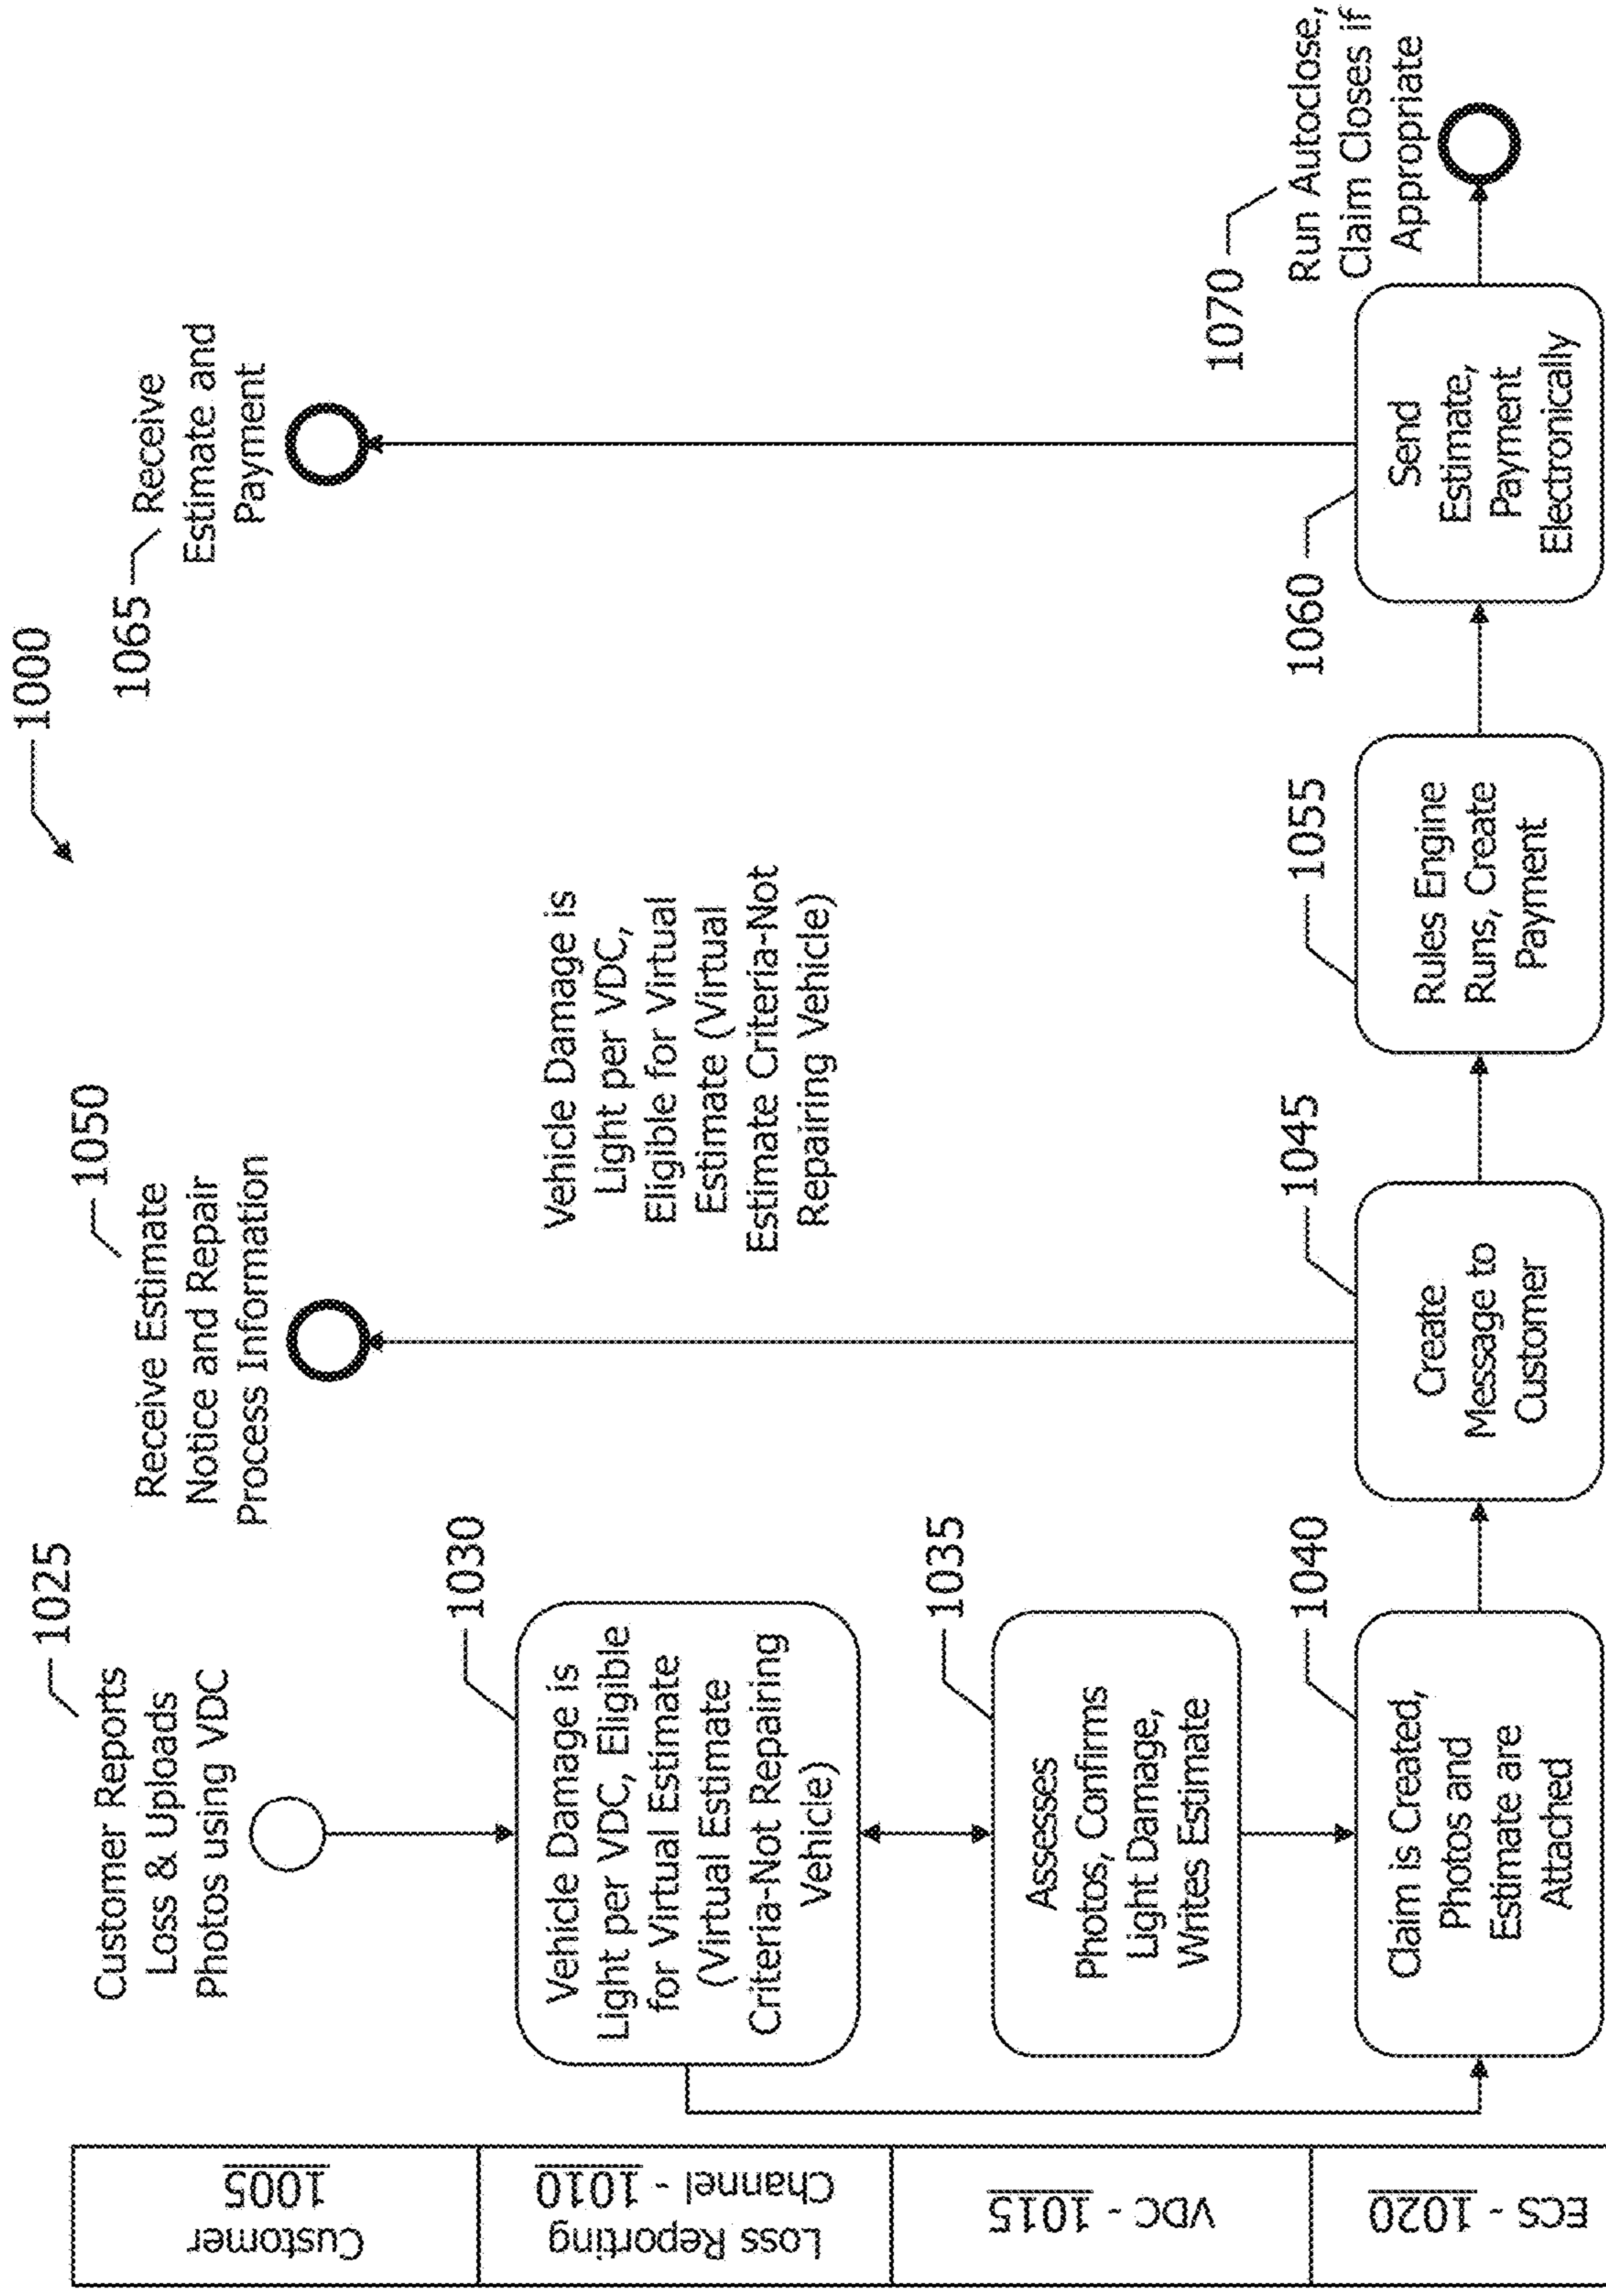 1000
Customer Reports
Loss & Uploads
Photos using VDC
1025
Receive Estimate
Notice and Repair
Process Information
1050
1065
Receive
Estimate and
Payment
Customer
1005
Loss Reporting
Channel - 1010
VDC - 1015
ECS - 1020
Vehicle Damage is
Light per VDC, Eligible
for Virtual Estimate
(Virtual Estimate
Criteria-Not Repairing
Vehicle)
1030
Vehicle Damage is
Light per VDC,
Eligible for Virtual
Estimate (Virtual
Estimate Criteria-Not
Repairing Vehicle)
Assesses
Photos, Confirms
Light Damage,
Writes Estimate
1035
Claim is Created,
Photos and
Estimate are
Attached
1040
Create
Message to
Customer
1045
Rules Engine
Runs, Create
Payment
1055
Send
Estimate,
Payment
Electronically
1060
1070
Run Autoclose,
Claim Closes if
Appropriate